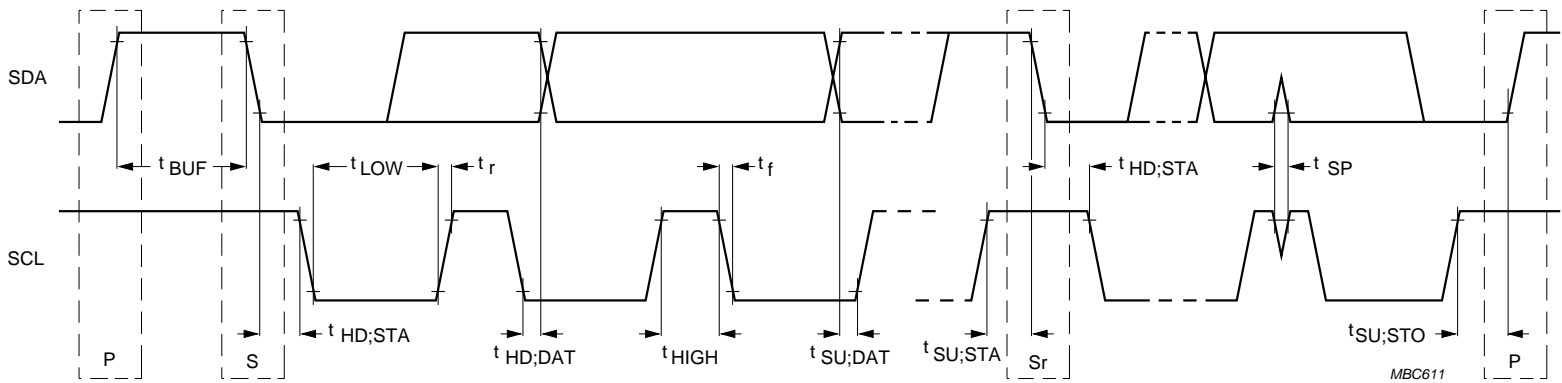 SDA
t BUF
t LOW
t r
t f
t HD;STA
t SP
SCL
t HD;STA
t HD;DAT
t HIGH
t SU;DAT
t SU;STA
t SU;STO
P
S
Sr
P
MBC611